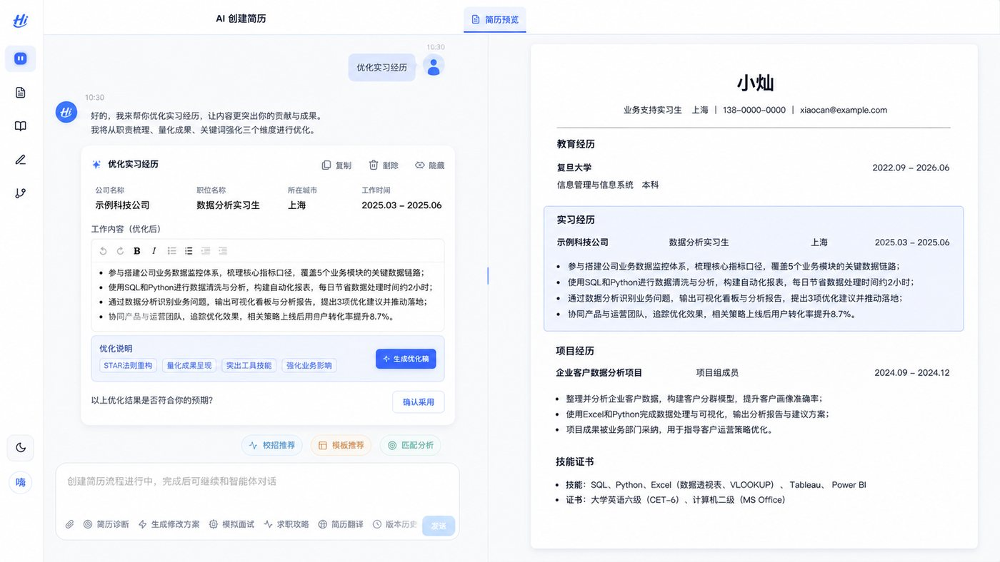 Hi
AI 创建简历
简历预览
10:30
优化实习经历
10:30
Hi
好的，我来帮你优化实习经历，让内容更突出你的贡献与成果。
我将从职责梳理、量化成果、关键词强化三个维度进行优化。
优化实习经历
复制 删除 隐藏
公司名称 职位名称 所在城市 工作时间
示例科技公司 数据分析实习生 上海 2025.03 – 2025.06
工作内容（优化后）
B I
• 参与搭建公司业务数据监控体系，梳理核心指标口径，覆盖5个业务模块的关键数据链路；
• 使用SQL和Python进行数据清洗与分析，构建自动化报表，每日节省数据处理时间约2小时；
• 通过数据分析识别业务问题，输出可视化看板与分析报告，提出3项优化建议并推动落地；
• 协同产品与运营团队，追踪优化效果，相关策略上线后用户转化率提升8.7%。
优化说明
STAR法则重构 量化成果呈现 突出工具技能 强化业务影响
生成优化稿
以上优化结果是否符合你的预期？
确认采用
校招推荐 模板推荐 匹配分析
创建简历流程进行中，完成后可继续和智能体对话
简历诊断 生成修改方案 模拟面试 求职攻略 简历翻译 版本历史
发送
嗨
小灿
业务支持实习生 上海 | 138-0000-0000 | xiaocan@example.com
教育经历
复旦大学 2022.09 – 2026.06
信息管理与信息系统 本科
实习经历
示例科技公司 数据分析实习生 上海 2025.03 – 2025.06
• 参与搭建公司业务数据监控体系，梳理核心指标口径，覆盖5个业务模块的关键数据链路；
• 使用SQL和Python进行数据清洗与分析，构建自动化报表，每日节省数据处理时间约2小时；
• 通过数据分析识别业务问题，输出可视化看板与分析报告，提出3项优化建议并推动落地；
• 协同产品与运营团队，追踪优化效果，相关策略上线后用户转化率提升8.7%。
项目经历
企业客户数据分析项目 项目组成员 2024.09 – 2024.12
• 整理并分析企业客户数据，构建客户分群模型，提升客户画像准确率；
• 使用Excel和Python完成数据处理与可视化，输出分析报告与建议方案；
• 项目成果被业务部门采纳，用于指导客户运营策略优化。
技能证书
• 技能：SQL、Python、Excel（数据透视表、VLOOKUP）、Tableau、Power BI
• 证书：大学英语六级（CET-6）、计算机二级（MS Office）